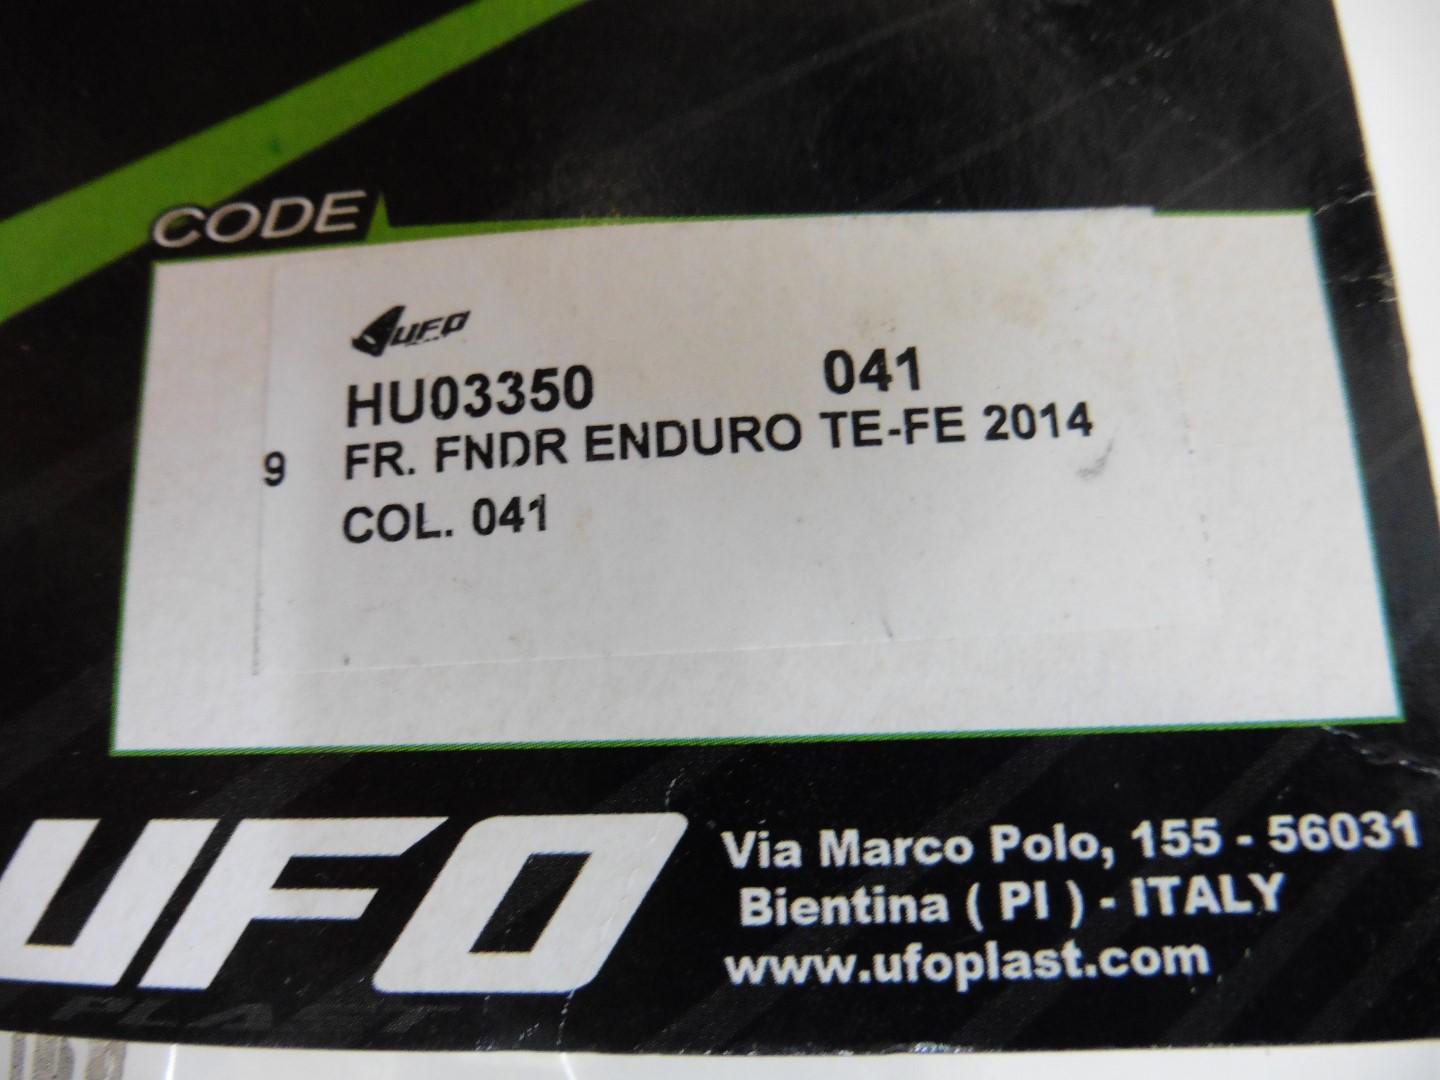 CODE
UFO
HU03350 041
9 FR. FNDR ENDURO TE-FE 2014
COL. 041
UFO
PLAST
Via Marco Polo, 155 - 56031
Bientina ( PI ) - ITALY
www.ufoplast.com